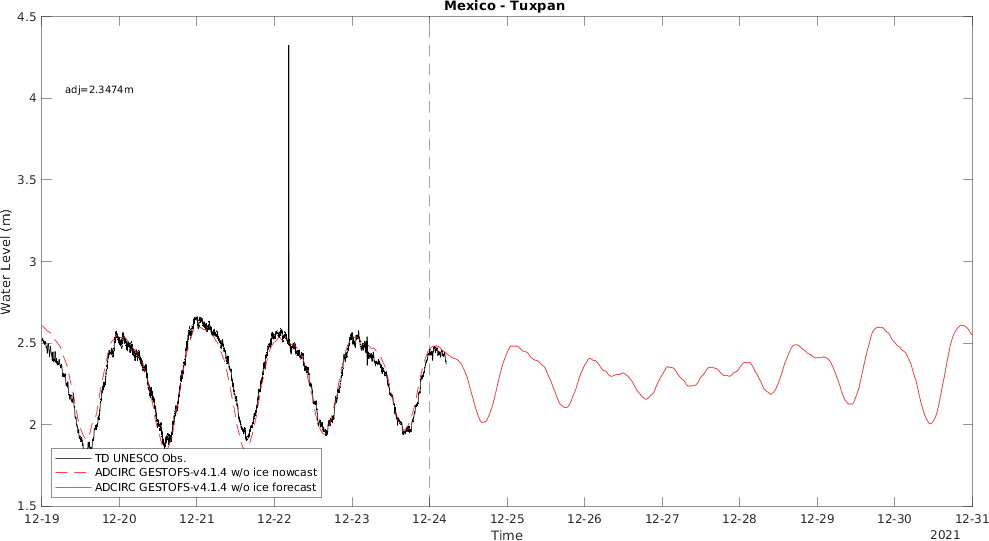 Mexico - Tuxpan
4.5
4
3.5
3
2.5
2
1.5
Water Level (m)
adj=2.3474m
TD UNESCO Obs.
ADCIRC GESTOFS-v4.1.4 w/o ice nowcast
ADCIRC GESTOFS-v4.1.4 w/o ice forecast
12-19 12-20 12-21 12-22 12-23 12-24 12-25 12-26 12-27 12-28 12-29 12-30 12-31
Time
2021